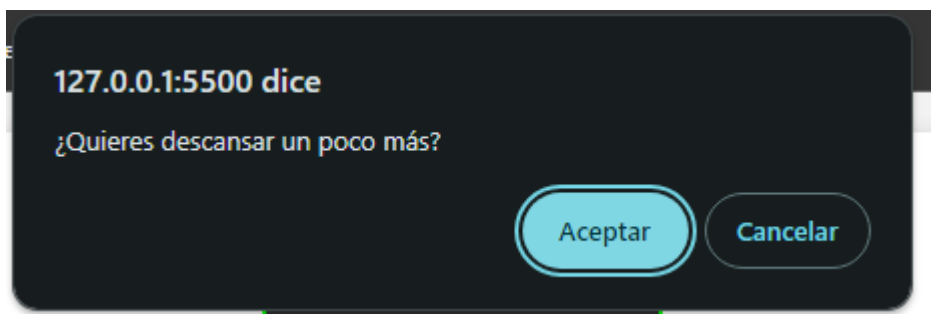 127.0.0.1:5500 dice
¿Quieres descansar un poco más?
Aceptar
Cancelar